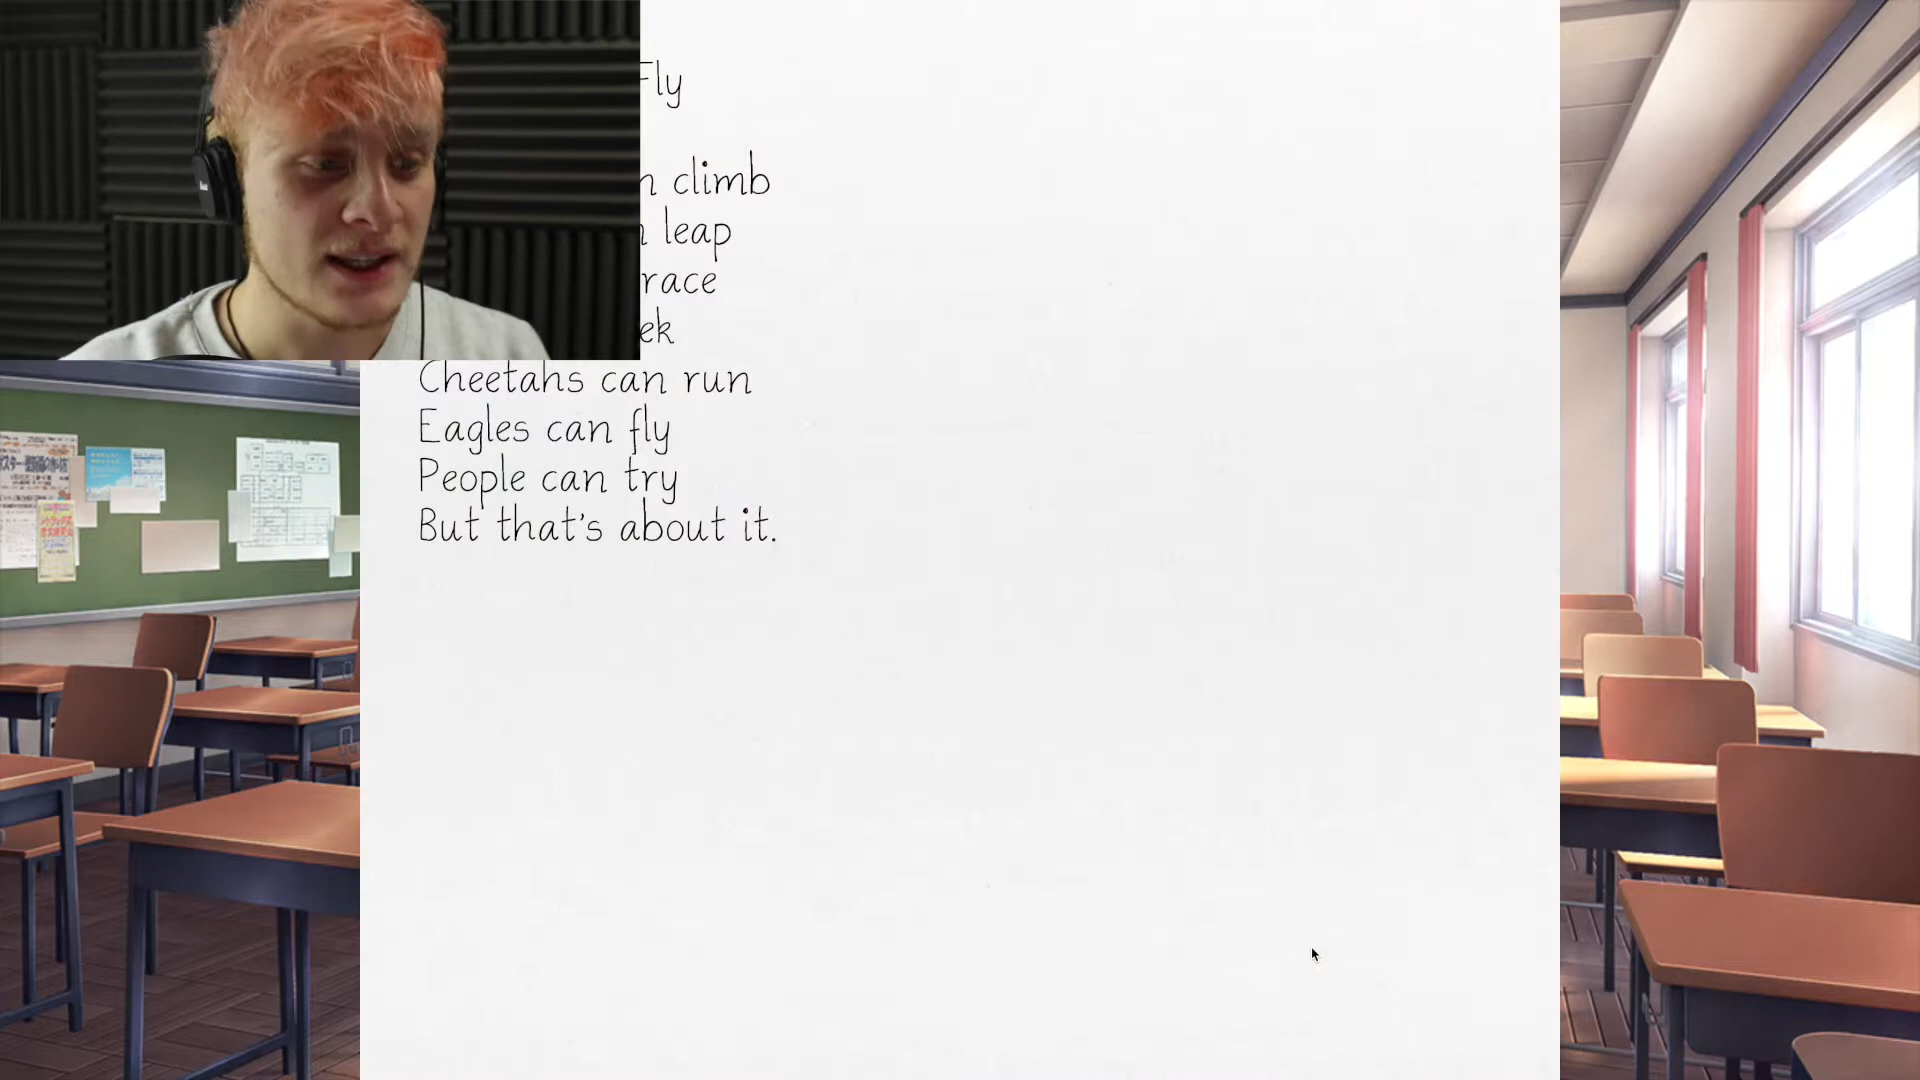 Fly
climb
leap
race
Cheetahs can run
Eagles can fly
People can try
But that's about it.